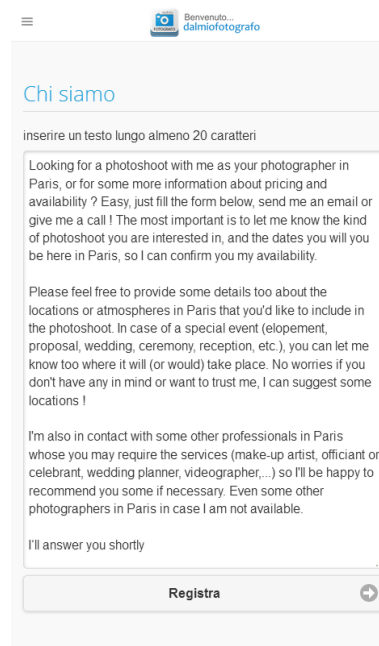 Benvenuto...
dalmiofotografo
FOTOGRAFO
Chi siamo
inserire un testo lungo almeno 20 caratteri
Looking for a photoshoot with me as your photographer in
Paris, or for some more information about pricing and
availability ? Easy, just fill the form below, send me an email or
give me a call ! The most important is to let me know the kind
of photoshoot you are interested in, and the dates you will you
be here in Paris, so I can confirm you my availability.
Please feel free to provide some details too about the
locations or atmospheres in Paris that you'd like to include in
the photoshoot. In case of a special event (elopement,
proposal, wedding, ceremony, reception, etc.), you can let me
know too where it will (or would) take place. No worries if you
don't have any in mind or want to trust me, I can suggest some
locations !
I'm also in contact with some other professionals in Paris
whose you may require the services (make-up artist, officiant or
celebrant, wedding planner, videographer,...) so I'll be happy to
recommend you some if necessary. Even some other
photographers in Paris in case I am not available.
I'll answer you shortly
Registra